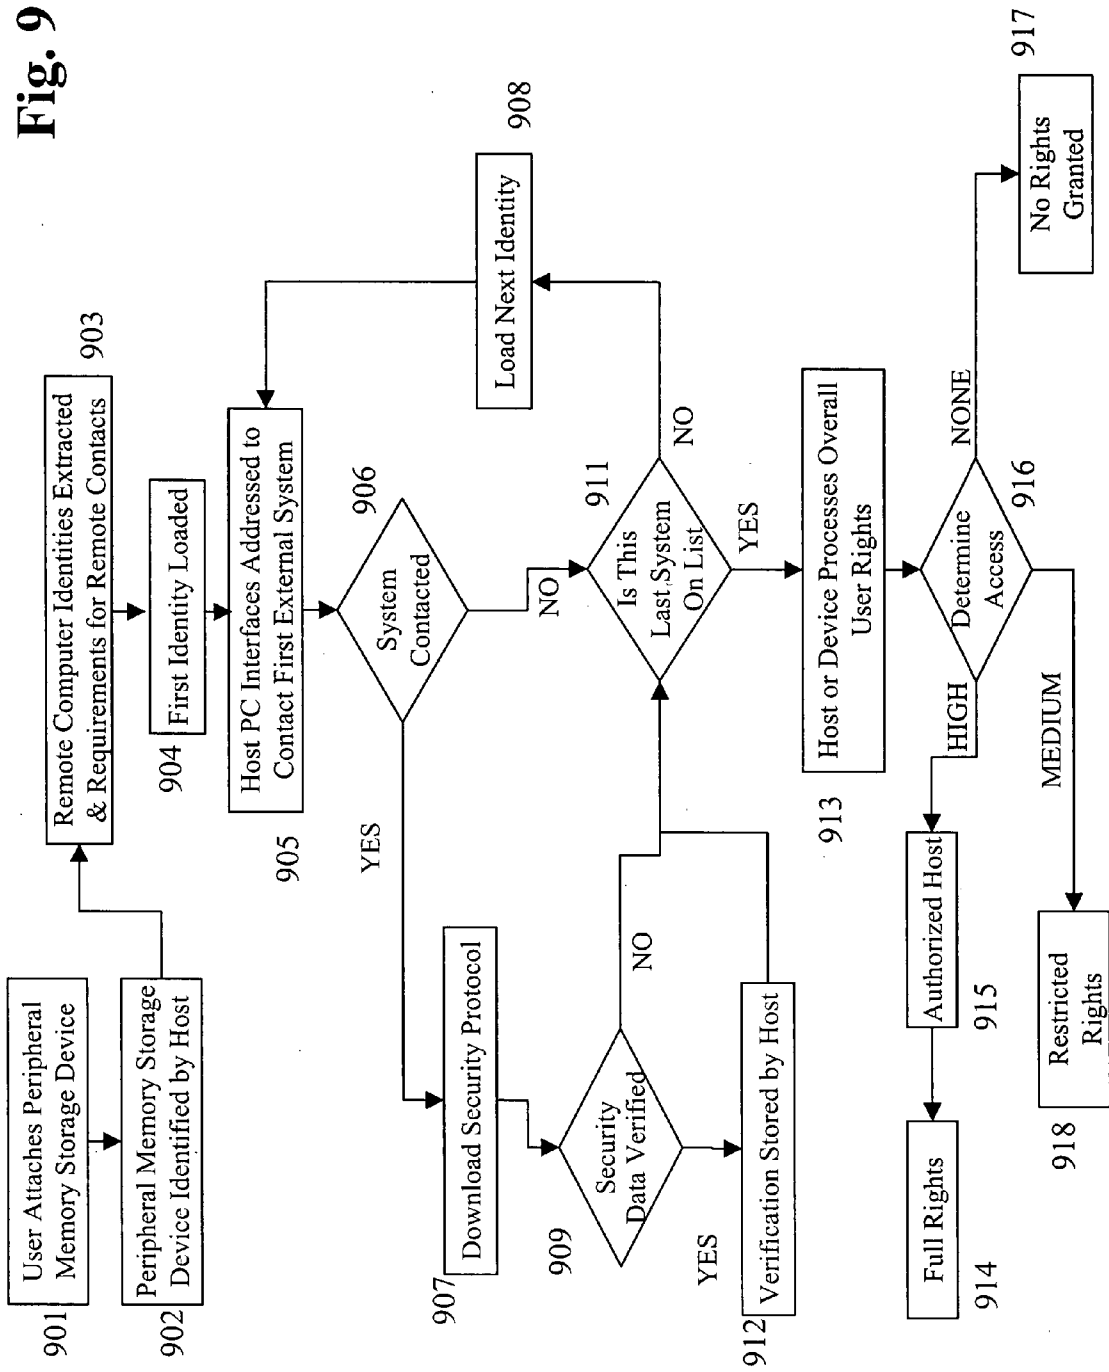 Fig. 9
901
User Attaches Peripheral
Memory Storage Device
902
Peripheral Memory Storage
Device Identified by Host
903
Remote Computer Identities Extracted
& Requirements for Remote Contacts
904
First Identity Loaded
905
Host PC Interfaces Addressed to
Contact First External System
906
System
Contacted
YES
NO
907
Download Security Protocol
908
Load Next Identity
909
Security
Data Verified
NO
YES
911
Is This
Last System
On List
NO
YES
912
Verification Stored by Host
913
Host or Device Processes Overall
User Rights
916
Determine
Access
HIGH
MEDIUM
NONE
915
Authorized Host
914
Full Rights
918
Restricted
Rights
917
No Rights
Granted